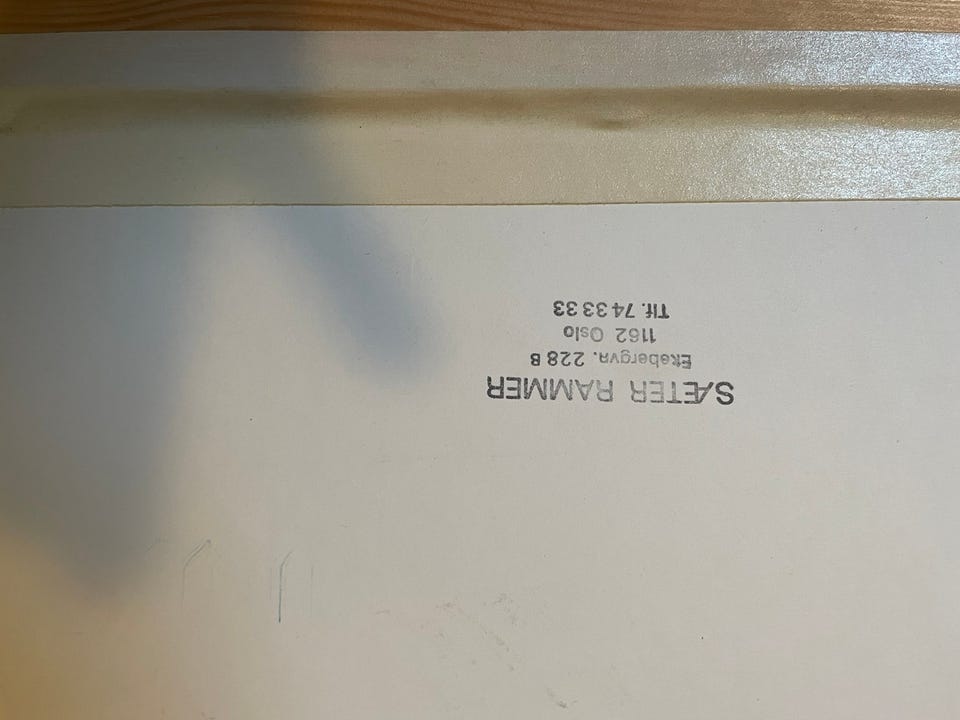 SÆTER RAMMER
Ekebergvn. 228 B
1162 Oslo
Tlf. 74 33 33